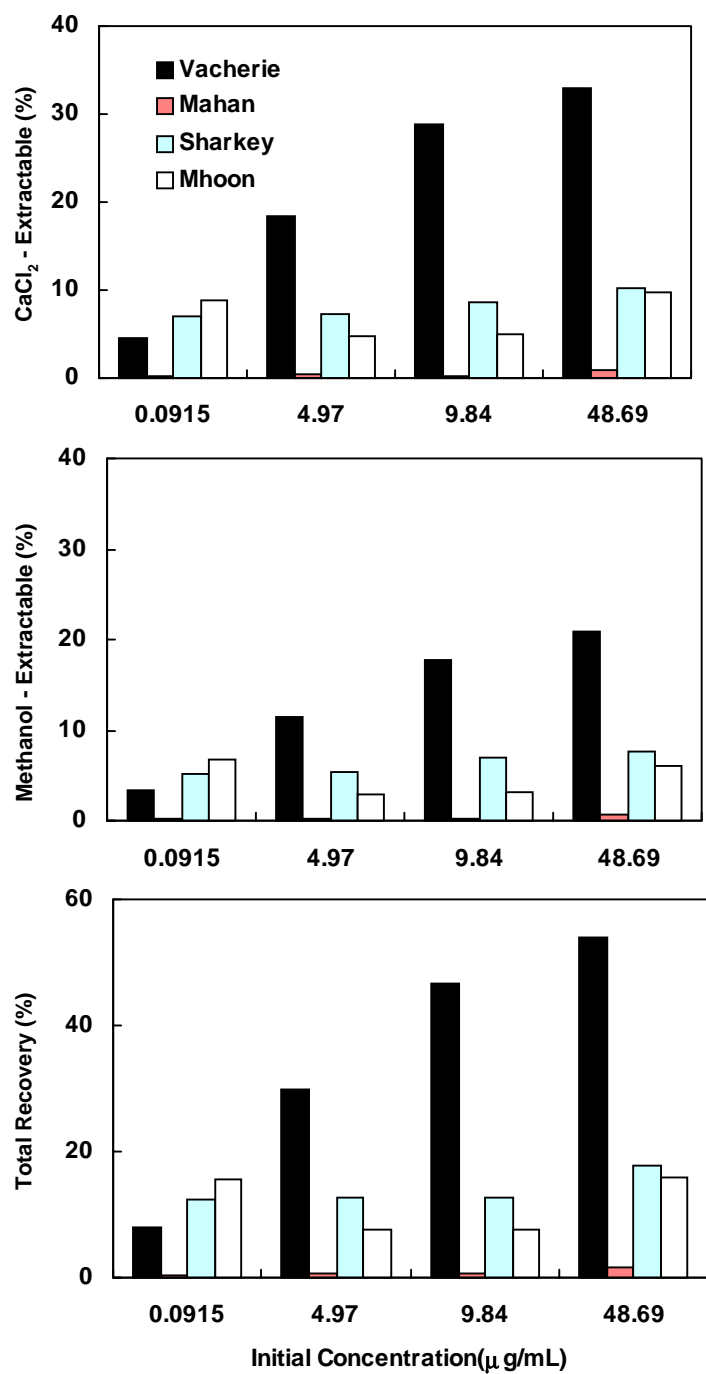 40
30
20
10
0
CaCl₂ - Extractable (%)
Vacherie
Mahan
Sharkey
Mhoon
0.0915 4.97 9.84 48.69
40
30
20
10
0
Methanol - Extractable (%)
0.0915 4.97 9.84 48.69
60
40
20
0
Total Recovery (%)
0.0915 4.97 9.84 48.69
Initial Concentration(μ g/mL)